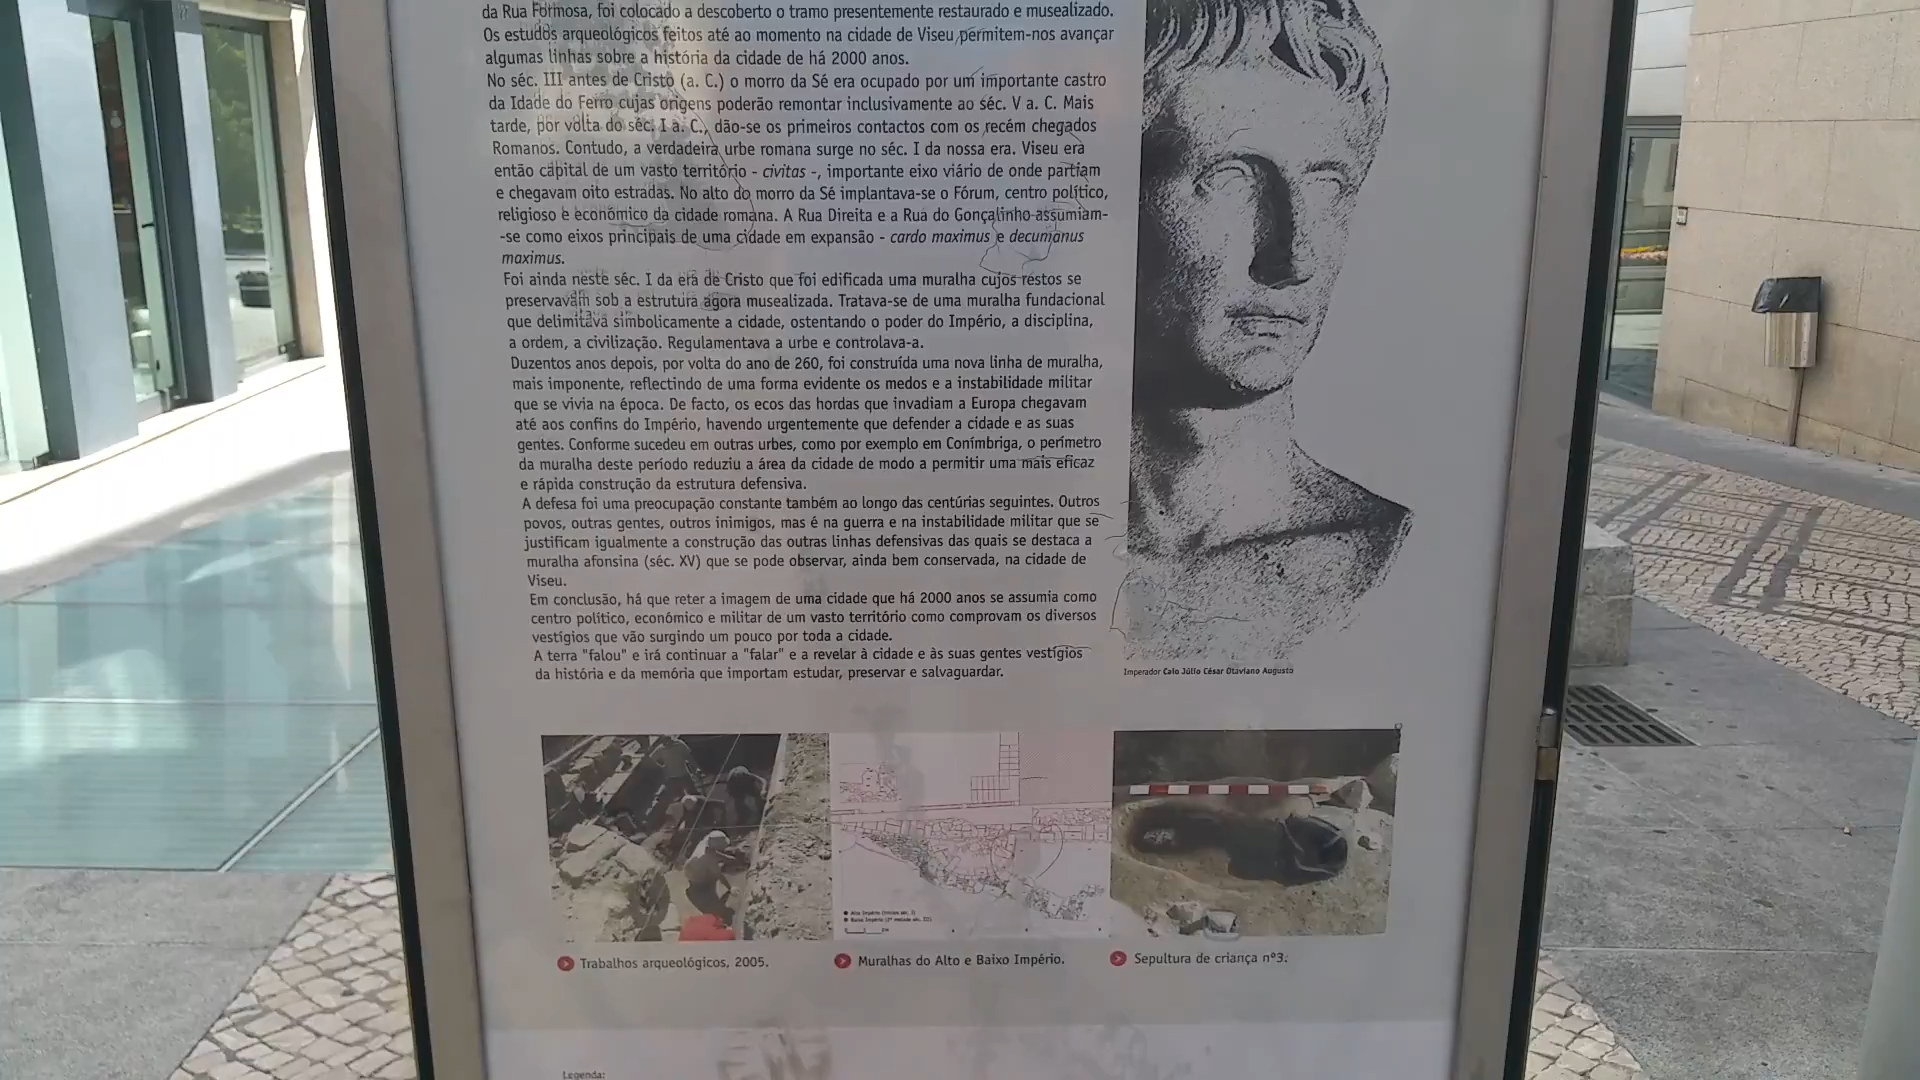 da Rua Formosa, foi colocado a descoberto o tramo presentemente restaurado e musealizado.
Os estudos arqueológicos feitos até ao momento na cidade de Viseu permitem-nos avançar
algumas linhas sobre a história da cidade de há 2000 anos.
No séc. III antes de Cristo (a. C.) o morro da Sé era ocupado por um importante castro
da Idade do Ferro cujas origens poderão remontar inclusivamente ao séc. V a. C. Mais
tarde, por volta do séc. I a. C., dão-se os primeiros contactos com os recém chegados
Romanos. Contudo, a verdadeira urbe romana surge no séc. I da nossa era. Viseu era
então capital de um vasto território - civitas -, importante eixo viário de onde partiam
e chegavam oito estradas. No alto do morro da Sé implantava-se o Fórum, centro político,
religioso e económico da cidade romana. A Rua Direita e a Rua do Gonçalinho assumiam-
-se como eixos principais de uma cidade em expansão - cardo maximus e decumanus
maximus.
Foi ainda neste séc. I da era de Cristo que foi edificada uma muralha cujos restos se
preservavam sob a estrutura agora musealizada. Tratava-se de uma muralha fundacional
que delimitava simbolicamente a cidade, ostentando o poder do Império, a disciplina,
a ordem, a civilização. Regulamentava a urbe e controlava-a.
Duzentos anos depois, por volta do ano de 260, foi construída uma nova linha de muralha,
mais imponente, reflectindo de uma forma evidente os medos e a instabilidade militar
que se vivia na época. De facto, os ecos das hordas que invadiam a Europa chegavam
até aos confins do Império, havendo urgentemente que defender a cidade e as suas
gentes. Conforme sucedeu em outras urbes, como por exemplo em Conímbriga, o perímetro
da muralha deste período reduziu a área da cidade de modo a permitir uma mais eficaz
e rápida construção da estrutura defensiva.
A defesa foi uma preocupação constante também ao longo das centúrias seguintes. Outros
povos, outras gentes, outros inimigos, mas é na guerra e na instabilidade militar que se
justificam igualmente a construção das outras linhas defensivas das quais se destaca a
muralha afonsina (séc. XV) que se pode observar, ainda bem conservada, na cidade de
Viseu.
Em conclusão, há que reter a imagem de uma cidade que há 2000 anos se assumia como
centro político, económico e militar de um vasto território como comprovam os diversos
vestígios que vão surgindo um pouco por toda a cidade.
A terra "falou" e irá continuar a "falar" e a revelar à cidade e às suas gentes vestígios
da história e da memória que importam estudar, preservar e salvaguardar.
Imperador Caio Júlio César Otaviano Augusto
Trabalhos arqueológicos, 2005.
Muralhas do Alto e Baixo Império.
Sepultura de criança nº3.
Legenda: